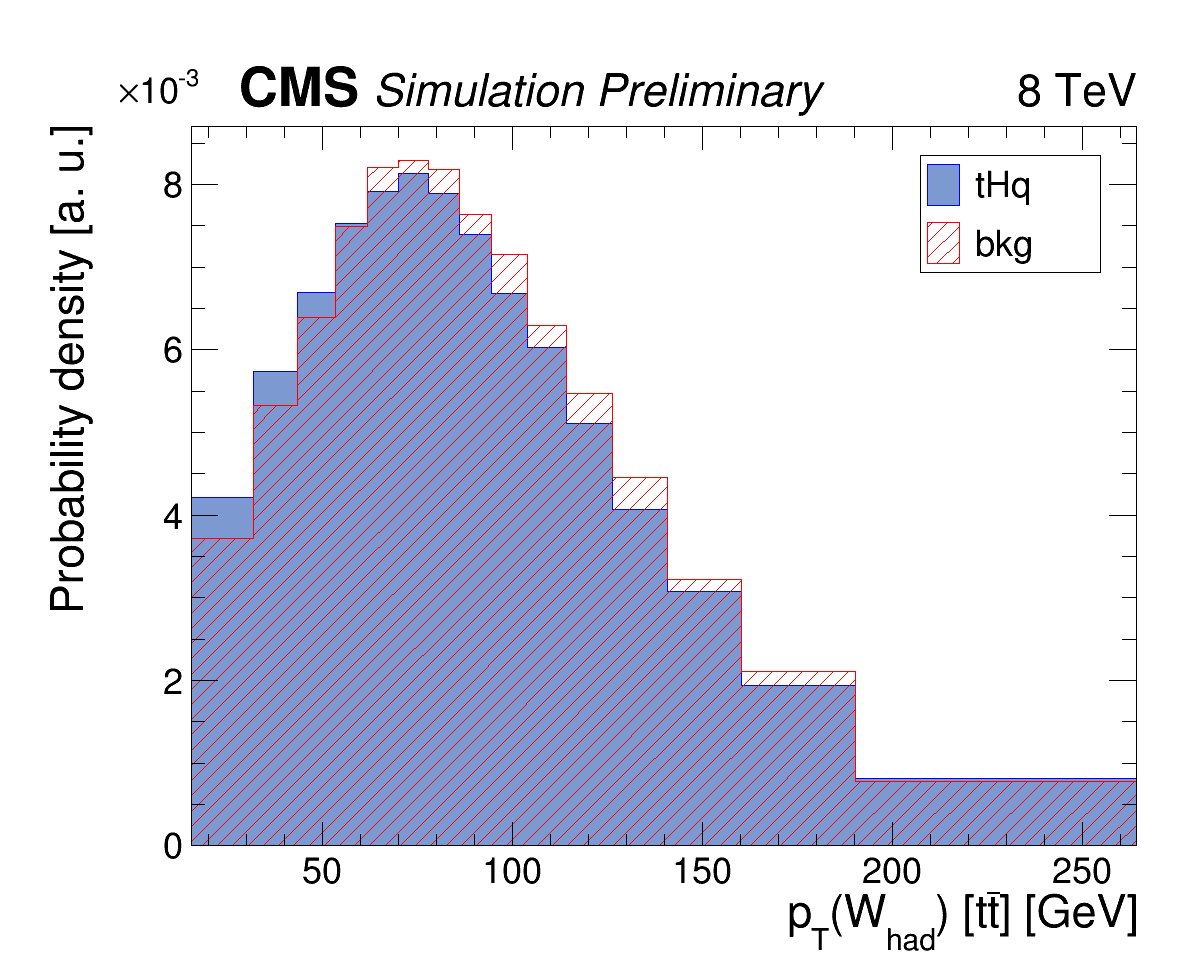 ×10⁻³ CMS Simulation Preliminary 8 TeV
Probability density [a. u.]
tHq
bkg
8
6
4
2
0
50 100 150 200 250
p_T(W_had) [tt̄] [GeV]